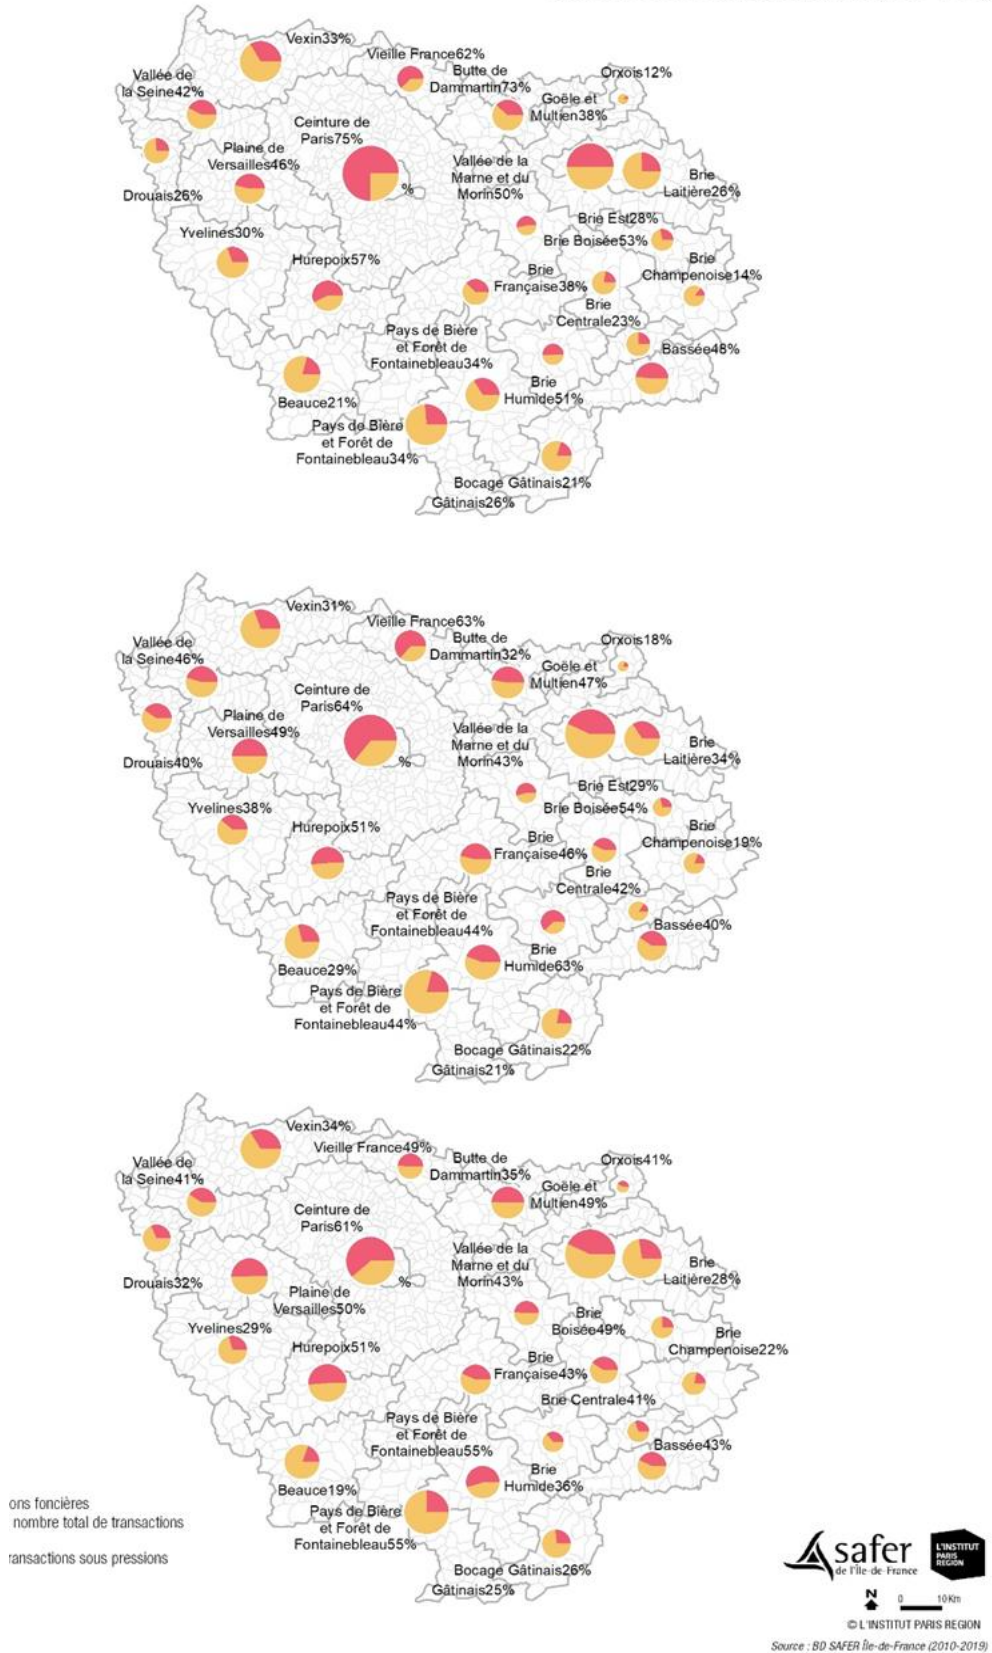 Vexin33%
Vieille France62%
Butte de
Dammartin73%
Orxois12%
Vallée de
la Seine42%
Goële et
Multien38%
Ceinture de
Paris75%
%
Plaine de
Versailles46%
Vallée de la
Marne et du
Morin50%
Brie
Laitière26%
Drouais26%
Brie Est28%
Brie Boisée53%
Yvelines30%
Hurepoix57%
Brie
Française38%
Brie
Champenoise14%
Brie
Centrale23%
Pays de Bière
et Forêt de
Fontainebleau34%
Bassée48%
Brie
Humide51%
Beauce21%
Pays de Bière
et Forêt de
Fontainebleau34%
Bocage Gâtinais21%
Gâtinais26%
Vexin31%
Vieille France63%
Butte de
Dammartin32%
Orxois18%
Vallée de
la Seine46%
Goële et
Multien47%
Ceinture de
Paris64%
%
Plaine de
Versailles49%
Vallée de la
Marne et du
Morin43%
Brie
Laitière34%
Drouais40%
Brie Est29%
Brie Boisée54%
Yvelines38%
Hurepoix51%
Brie
Française46%
Brie
Champenoise19%
Brie
Centrale42%
Pays de Bière
et Forêt de
Fontainebleau44%
Bassée40%
Brie
Humide63%
Beauce29%
Pays de Bière
et Forêt de
Fontainebleau44%
Bocage Gâtinais22%
Gâtinais21%
Vexin34%
Vieille France49%
Butte de
Dammartin35%
Orxois41%
Vallée de
la Seine41%
Goële et
Multien49%
Ceinture de
Paris61%
%
Vallée de la
Marne et du
Morin43%
Brie
Laitière28%
Drouais32%
Plaine de
Versailles50%
Yvelines29%
Hurepoix51%
Brie
Boisée49%
Brie
Champenoise22%
Brie
Française43%
Brie Centrale41%
Pays de Bière
et Forêt de
Fontainebleau55%
Bassée43%
Brie
Humide36%
Beauce19%
Pays de Bière
et Forêt de
Fontainebleau55%
Bocage Gâtinais26%
Gâtinais25%
ons foncières
nombre total de transactions
ransactions sous pressions
safer
de l'Île-de-France
L'INSTITUT
PARIS
REGION
N
0 10 Km
© L'INSTITUT PARIS REGION
Source : BD SAFER Île-de-France (2010-2019)